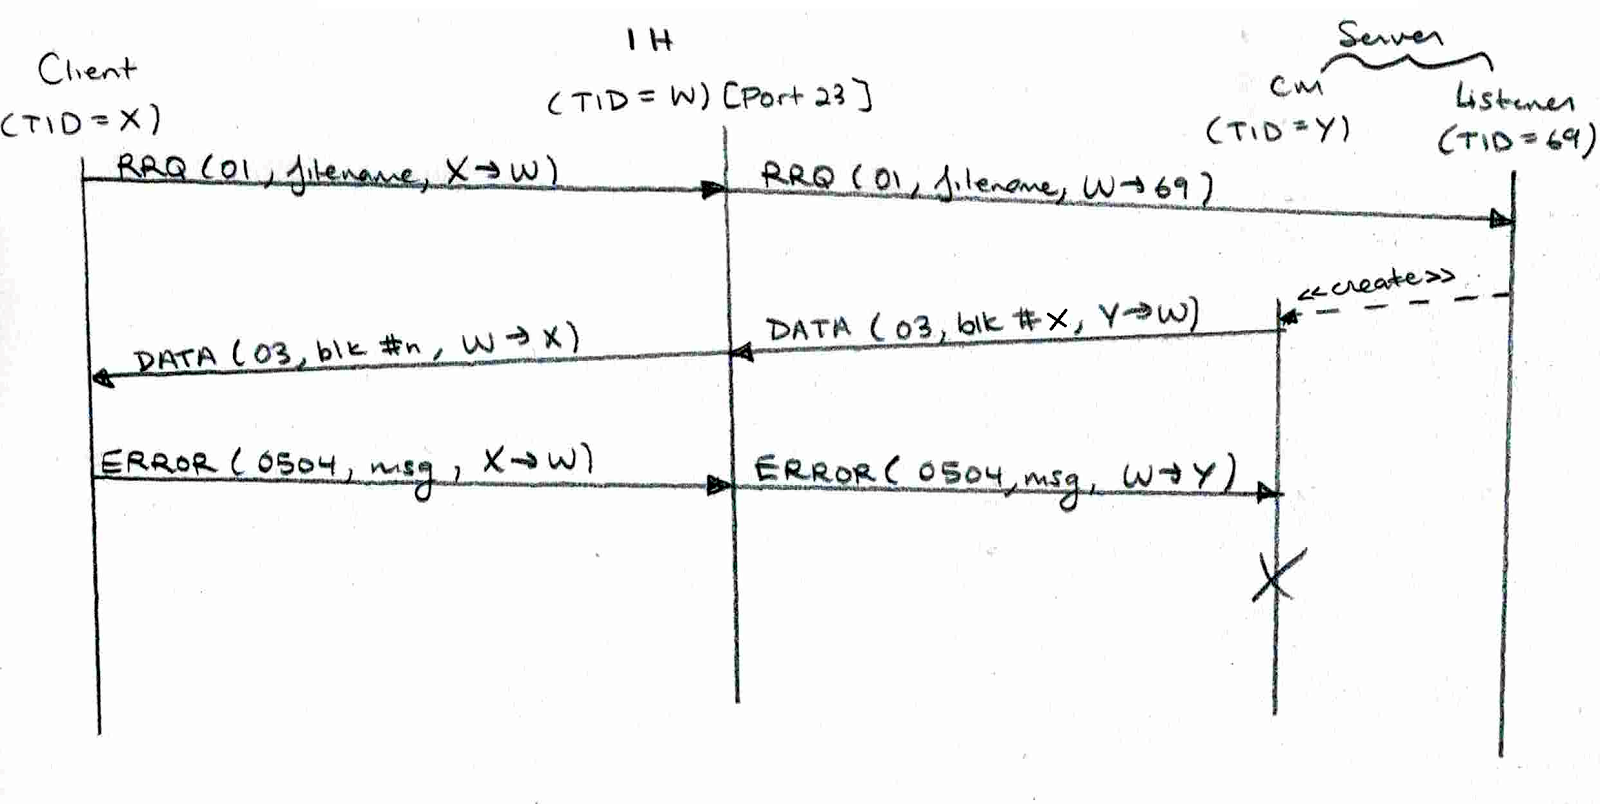 IH
Server
Client
(TID = X)
(TID = W) [Port 23]
CM
(TID = Y)
Listener
(TID = 69)
RRQ (01, filename, X→W)
RRQ (01, filename, W→69)
<<create>>
DATA (03, blk #X, Y→W)
DATA (03, blk #n, W→X)
ERROR (0504, msg, X→W)
ERROR (0504, msg, W→Y)
X